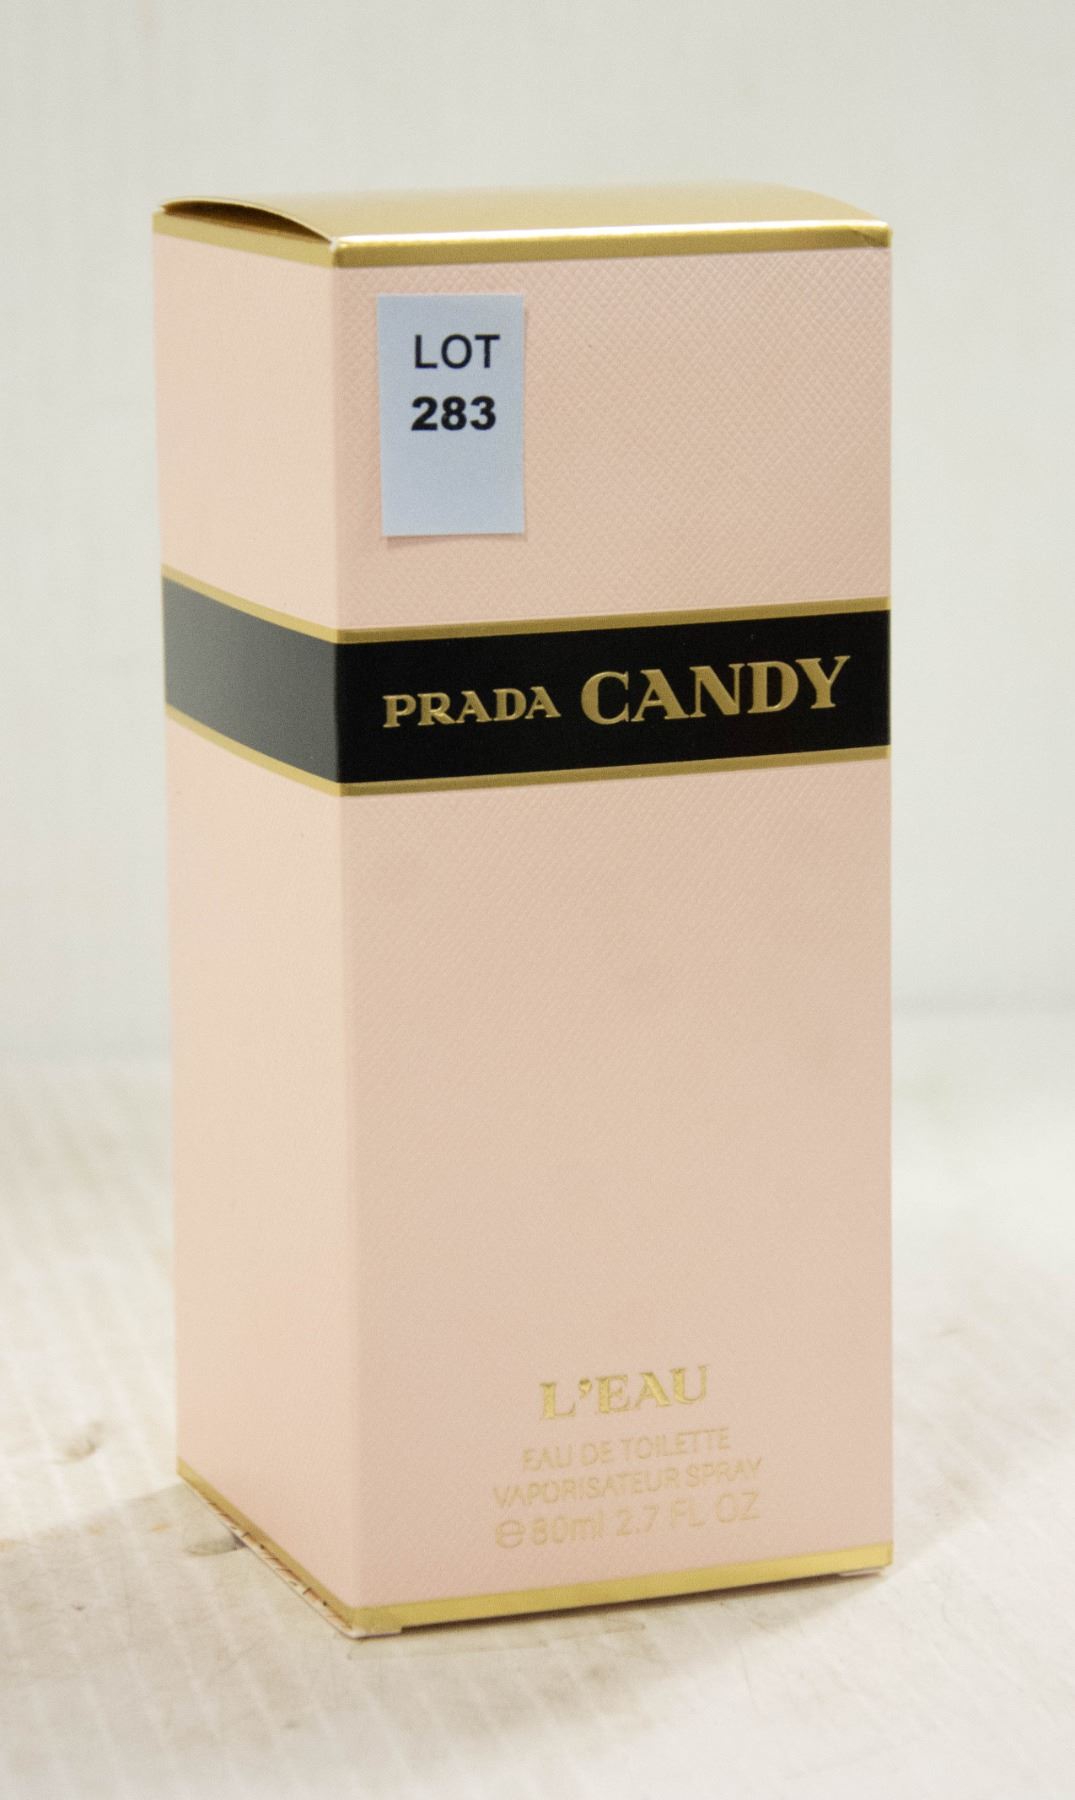 LOT
283
PRADA CANDY
L'EAU
EAU DE TOILETTE
VAPORISATEUR SPRAY
℮80ml 2.7 FL OZ